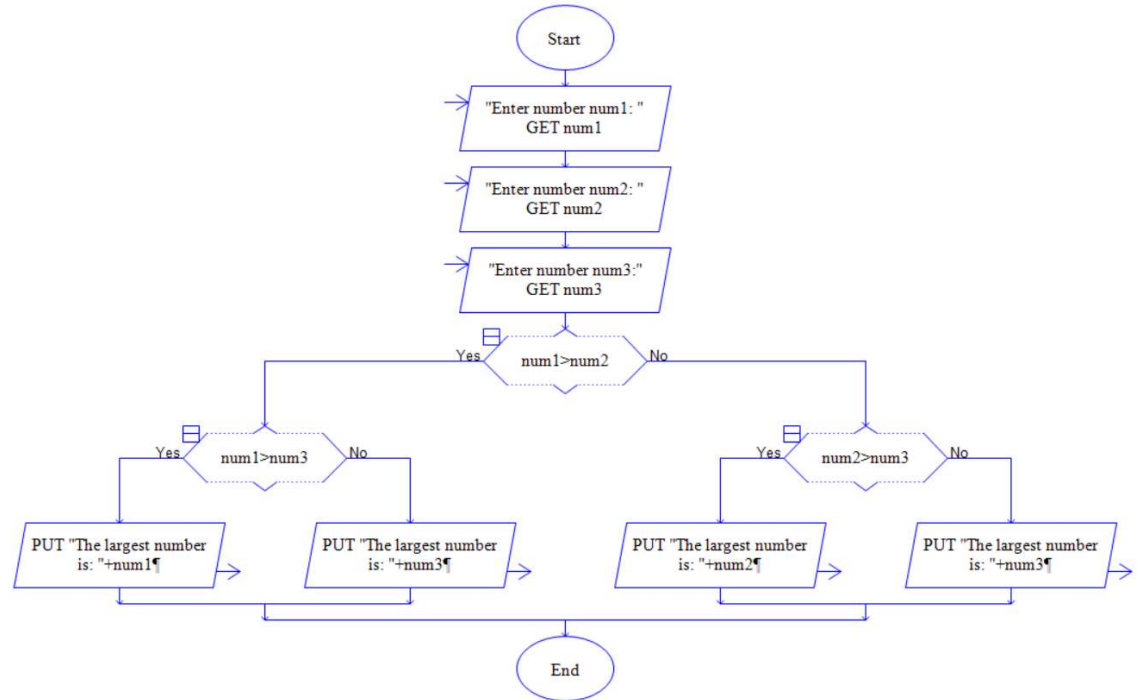 Start
"Enter number num1: "
GET num1
"Enter number num2: "
GET num2
"Enter number num3:"
GET num3
Yes
num1>num2
No
Yes
num1>num3
No
Yes
num2>num3
No
PUT "The largest number
is: "+num1¶
PUT "The largest number
is: "+num3¶
PUT "The largest number
is: "+num2¶
PUT "The largest number
is: "+num3¶
End